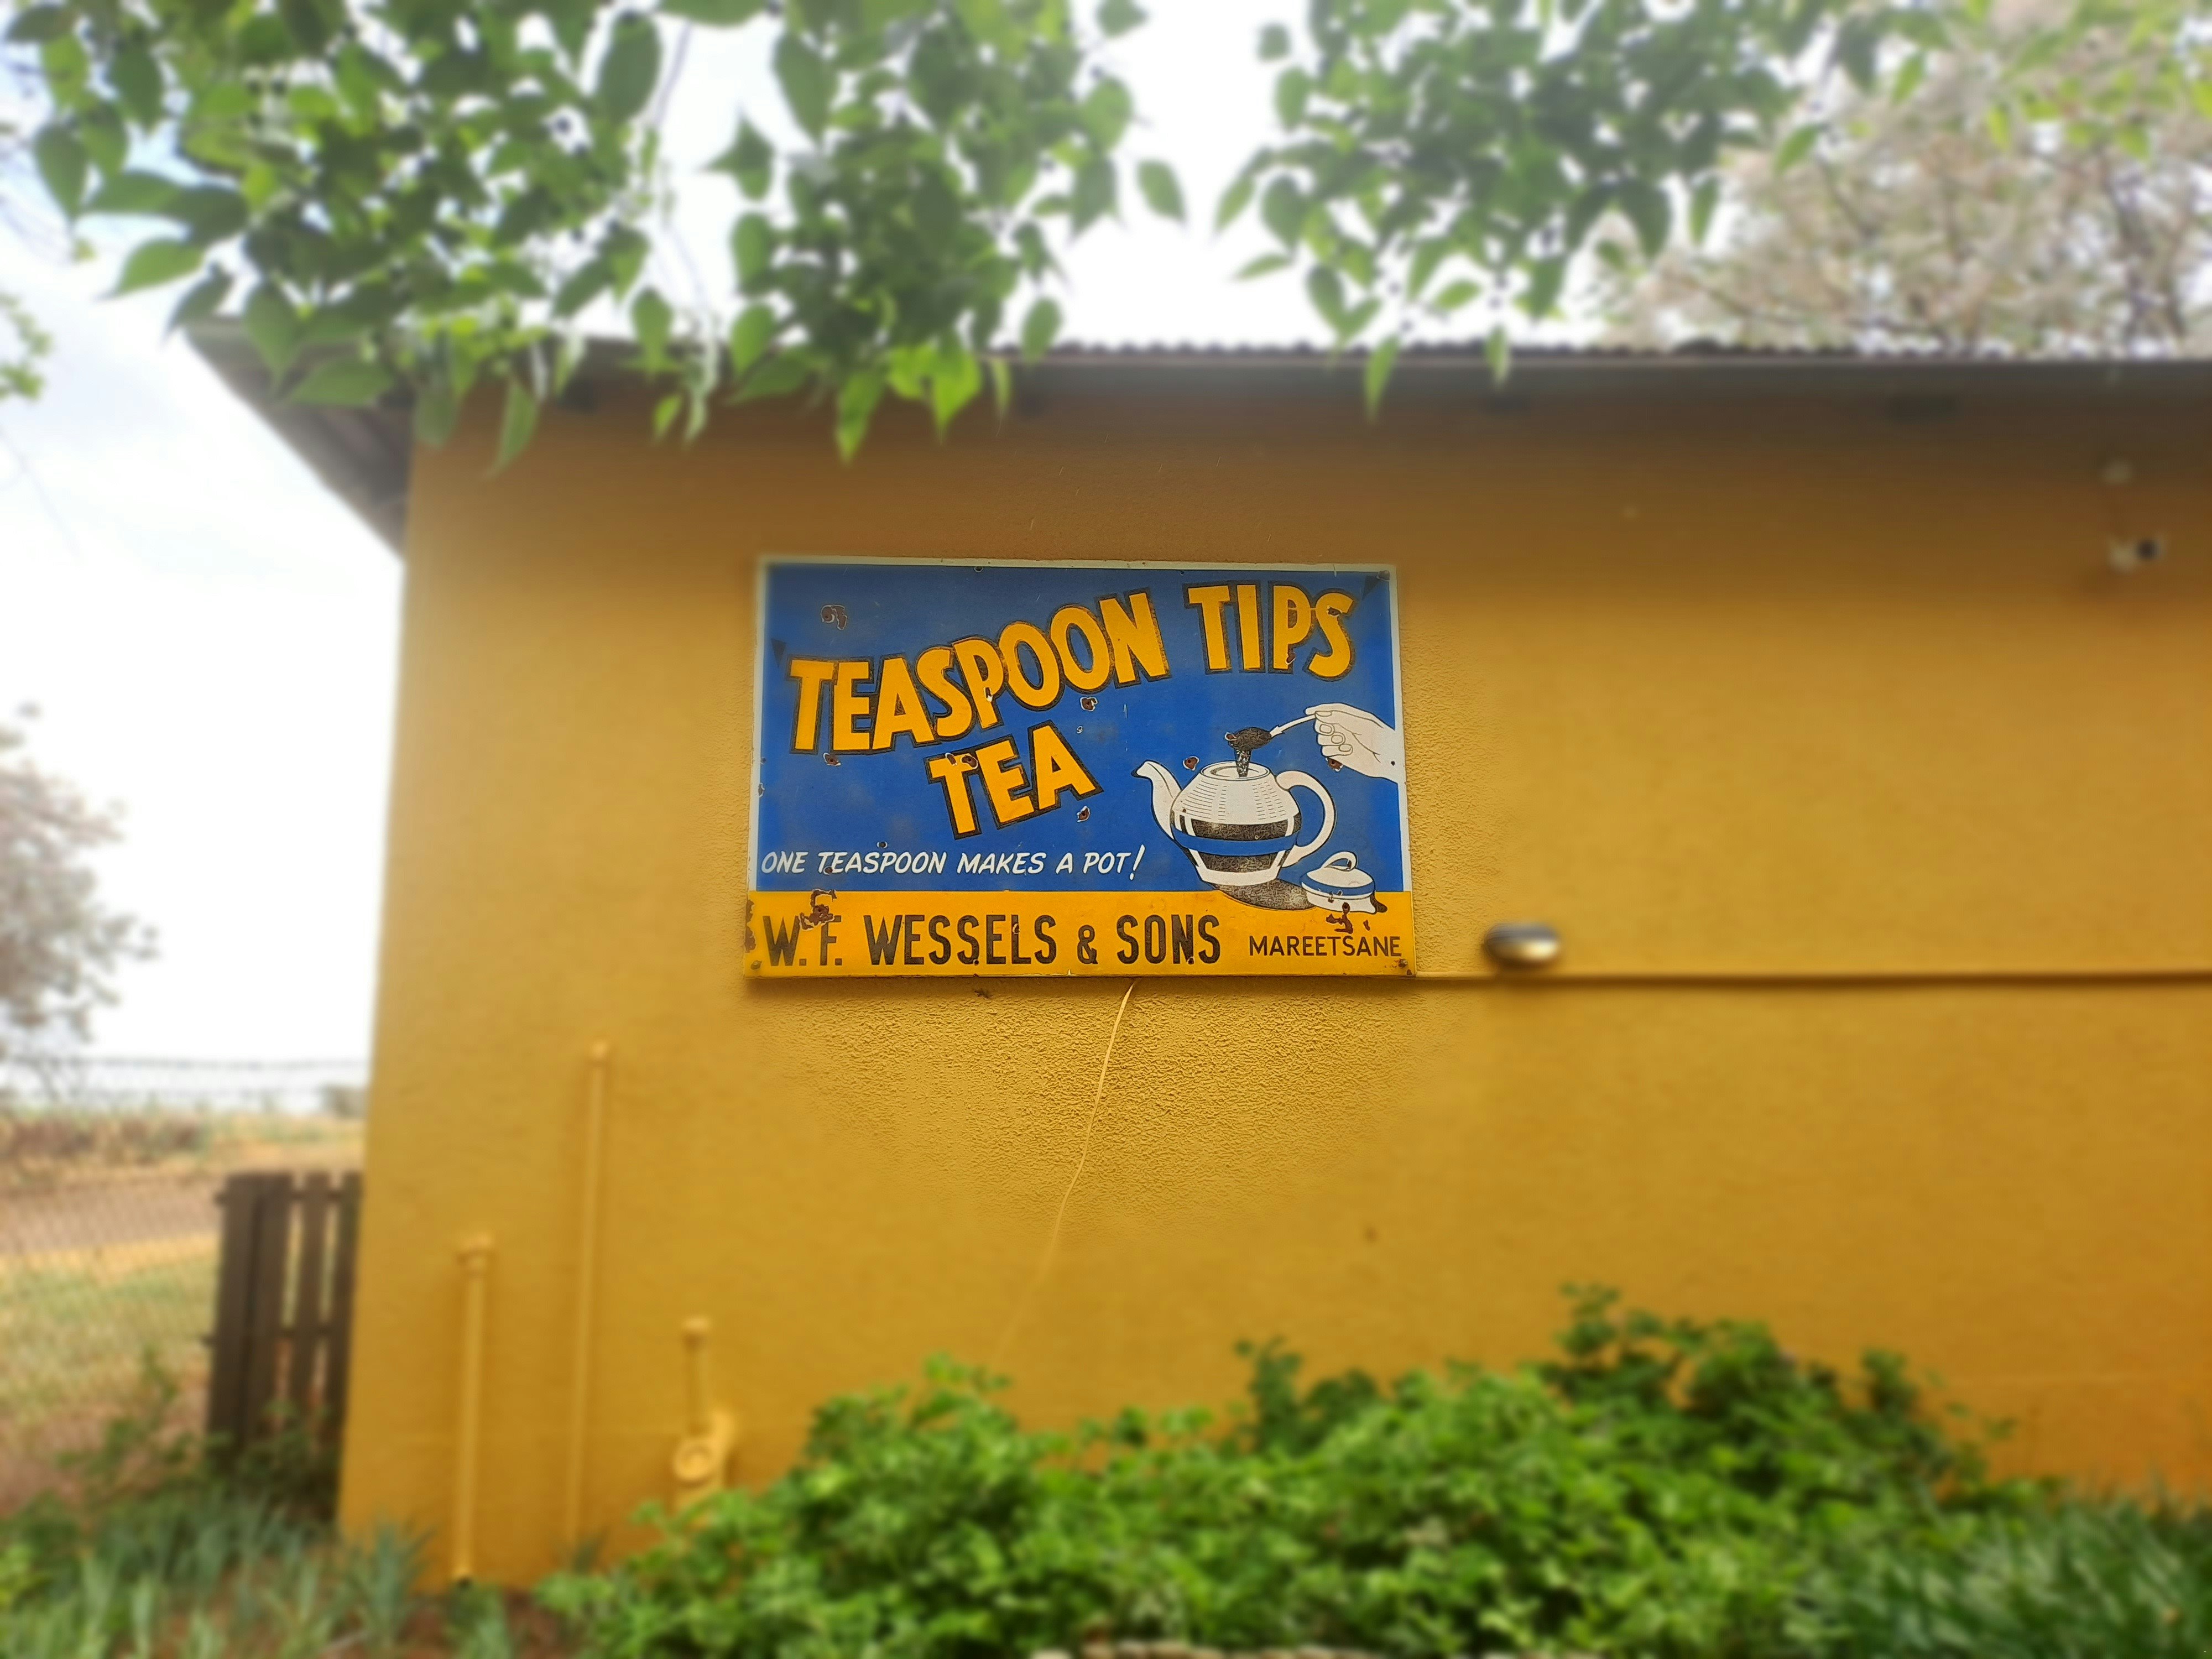 TEASPOON TIPS
TEA
ONE TEASPOON MAKES A POT!
W. F. WESSELS & SONS MAREETSANE